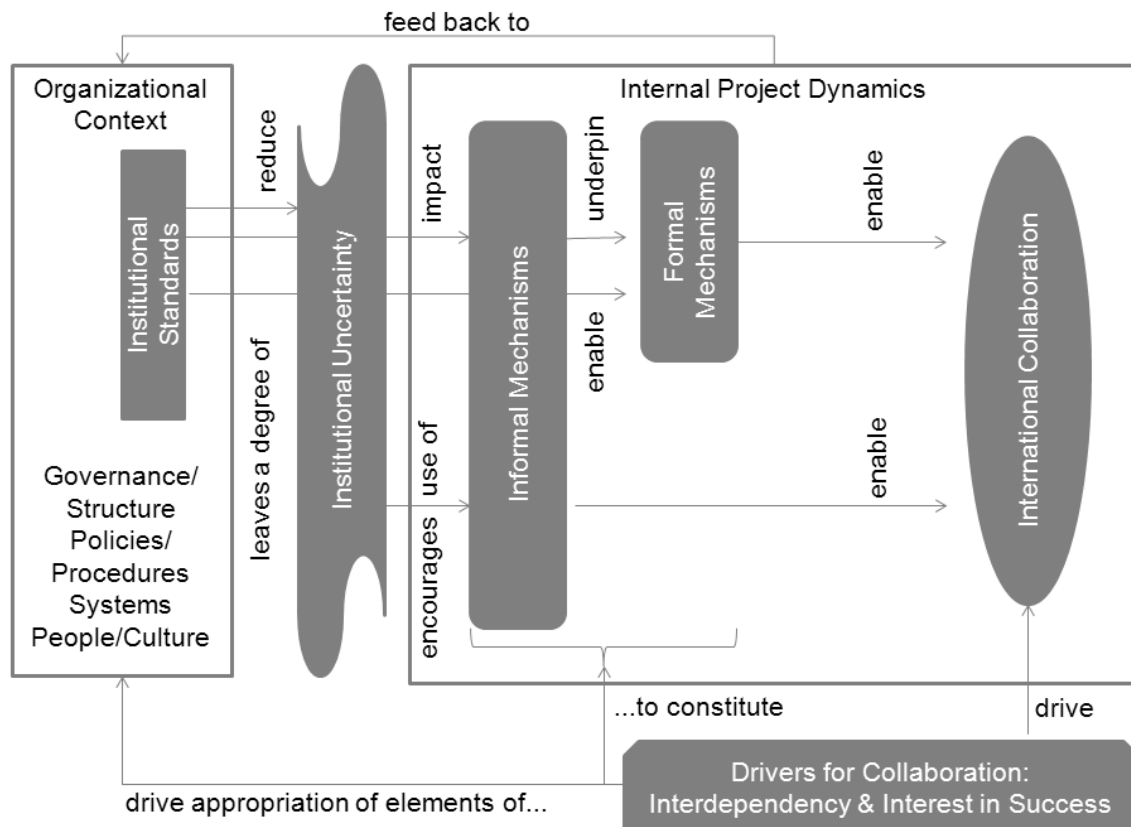 feed back to
Organizational
Context
Internal Project Dynamics
reduce
impact
underpin
enable
Institutional
Standards
Institutional Uncertainty
Informal Mechanisms
Formal
Mechanisms
enable
International Collaboration
leaves a degree of
encourages use of
enable
Governance/
Structure
Policies/
Procedures
Systems
People/Culture
...to constitute
drive
drive appropriation of elements of...
Drivers for Collaboration:
Interdependency & Interest in Success